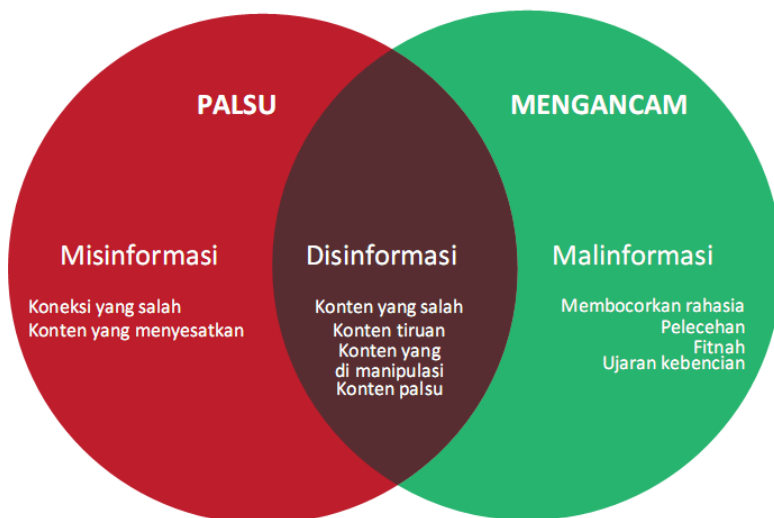 PALSU
MENGANCAM
Misinformasi
Koneksi yang salah
Konten yang menyesatkan
Disinformasi
Konten yang salah
Konten tiruan
Konten yang
di manipulasi
Konten palsu
Malinformasi
Membocorkan rahasia
Pelecehan
Fitnah
Ujaran kebencian